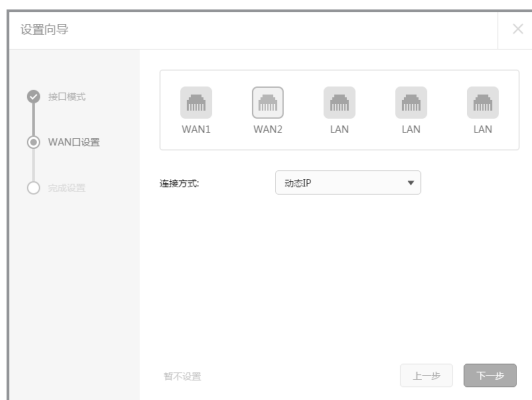 设置向导
接口模式
WAN口设置
完成设置
WAN1 WAN2 LAN LAN LAN
连接方式: 动态IP
暂不设置 上一步 下一步